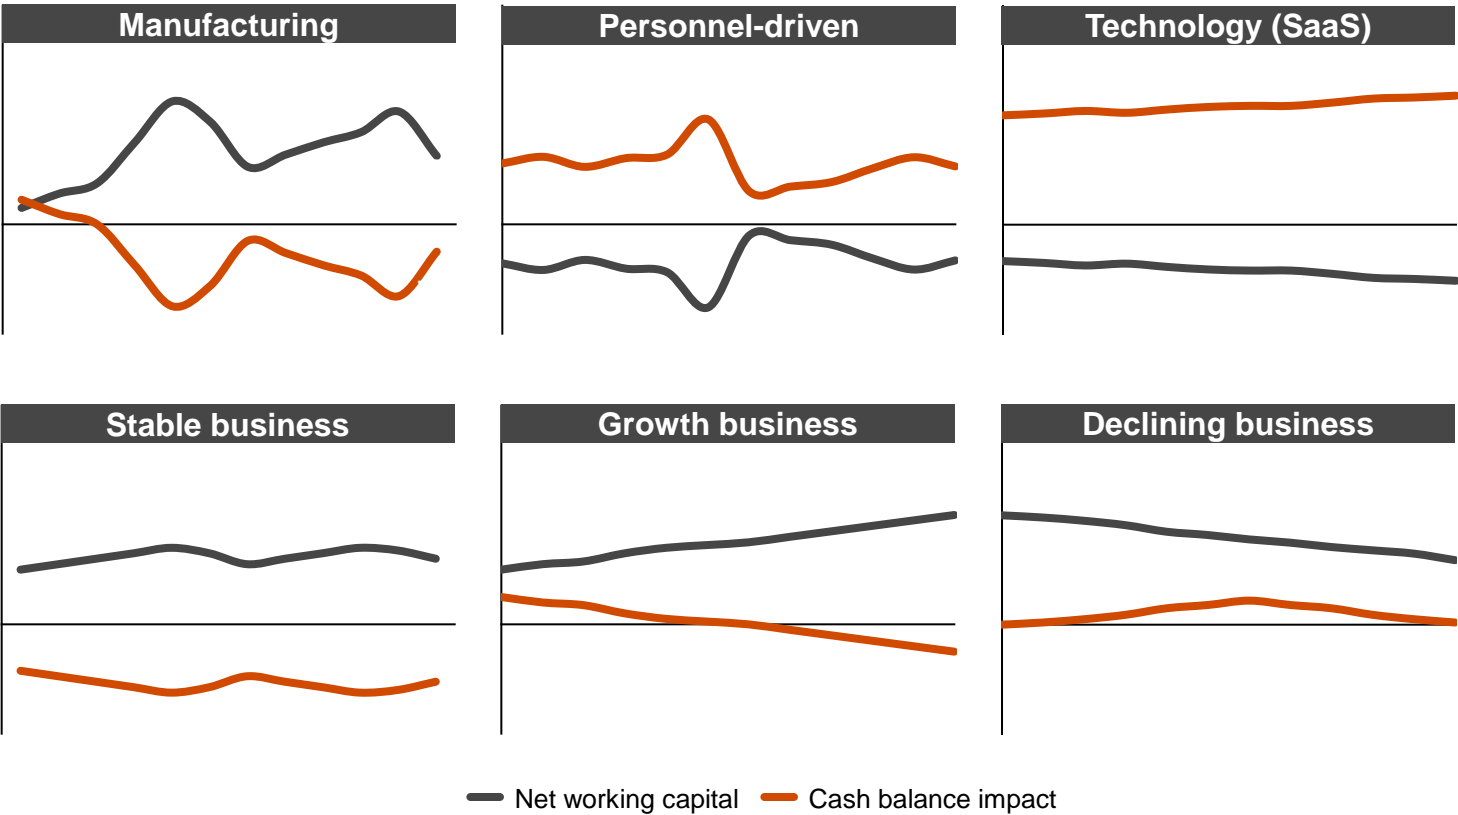 Manufacturing
Personnel-driven
Technology (SaaS)
Stable business
Growth business
Declining business
Net working capital
Cash balance impact